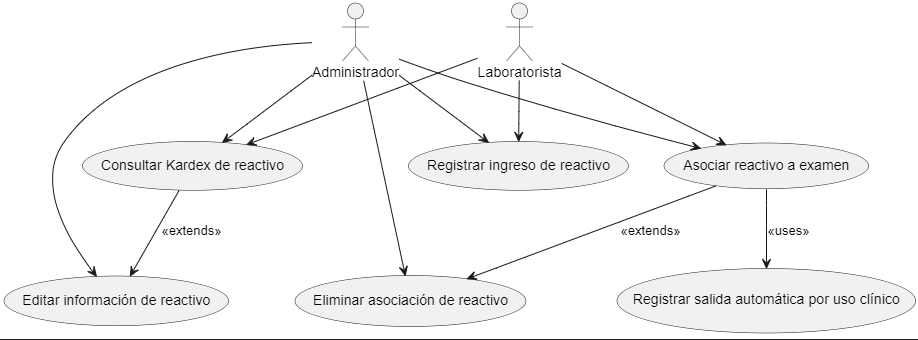 Administrador
Laboratorista
Consultar Kardex de reactivo
Registrar ingreso de reactivo
Asociar reactivo a examen
«extends»
«extends»
«uses»
Editar información de reactivo
Eliminar asociación de reactivo
Registrar salida automática por uso clínico